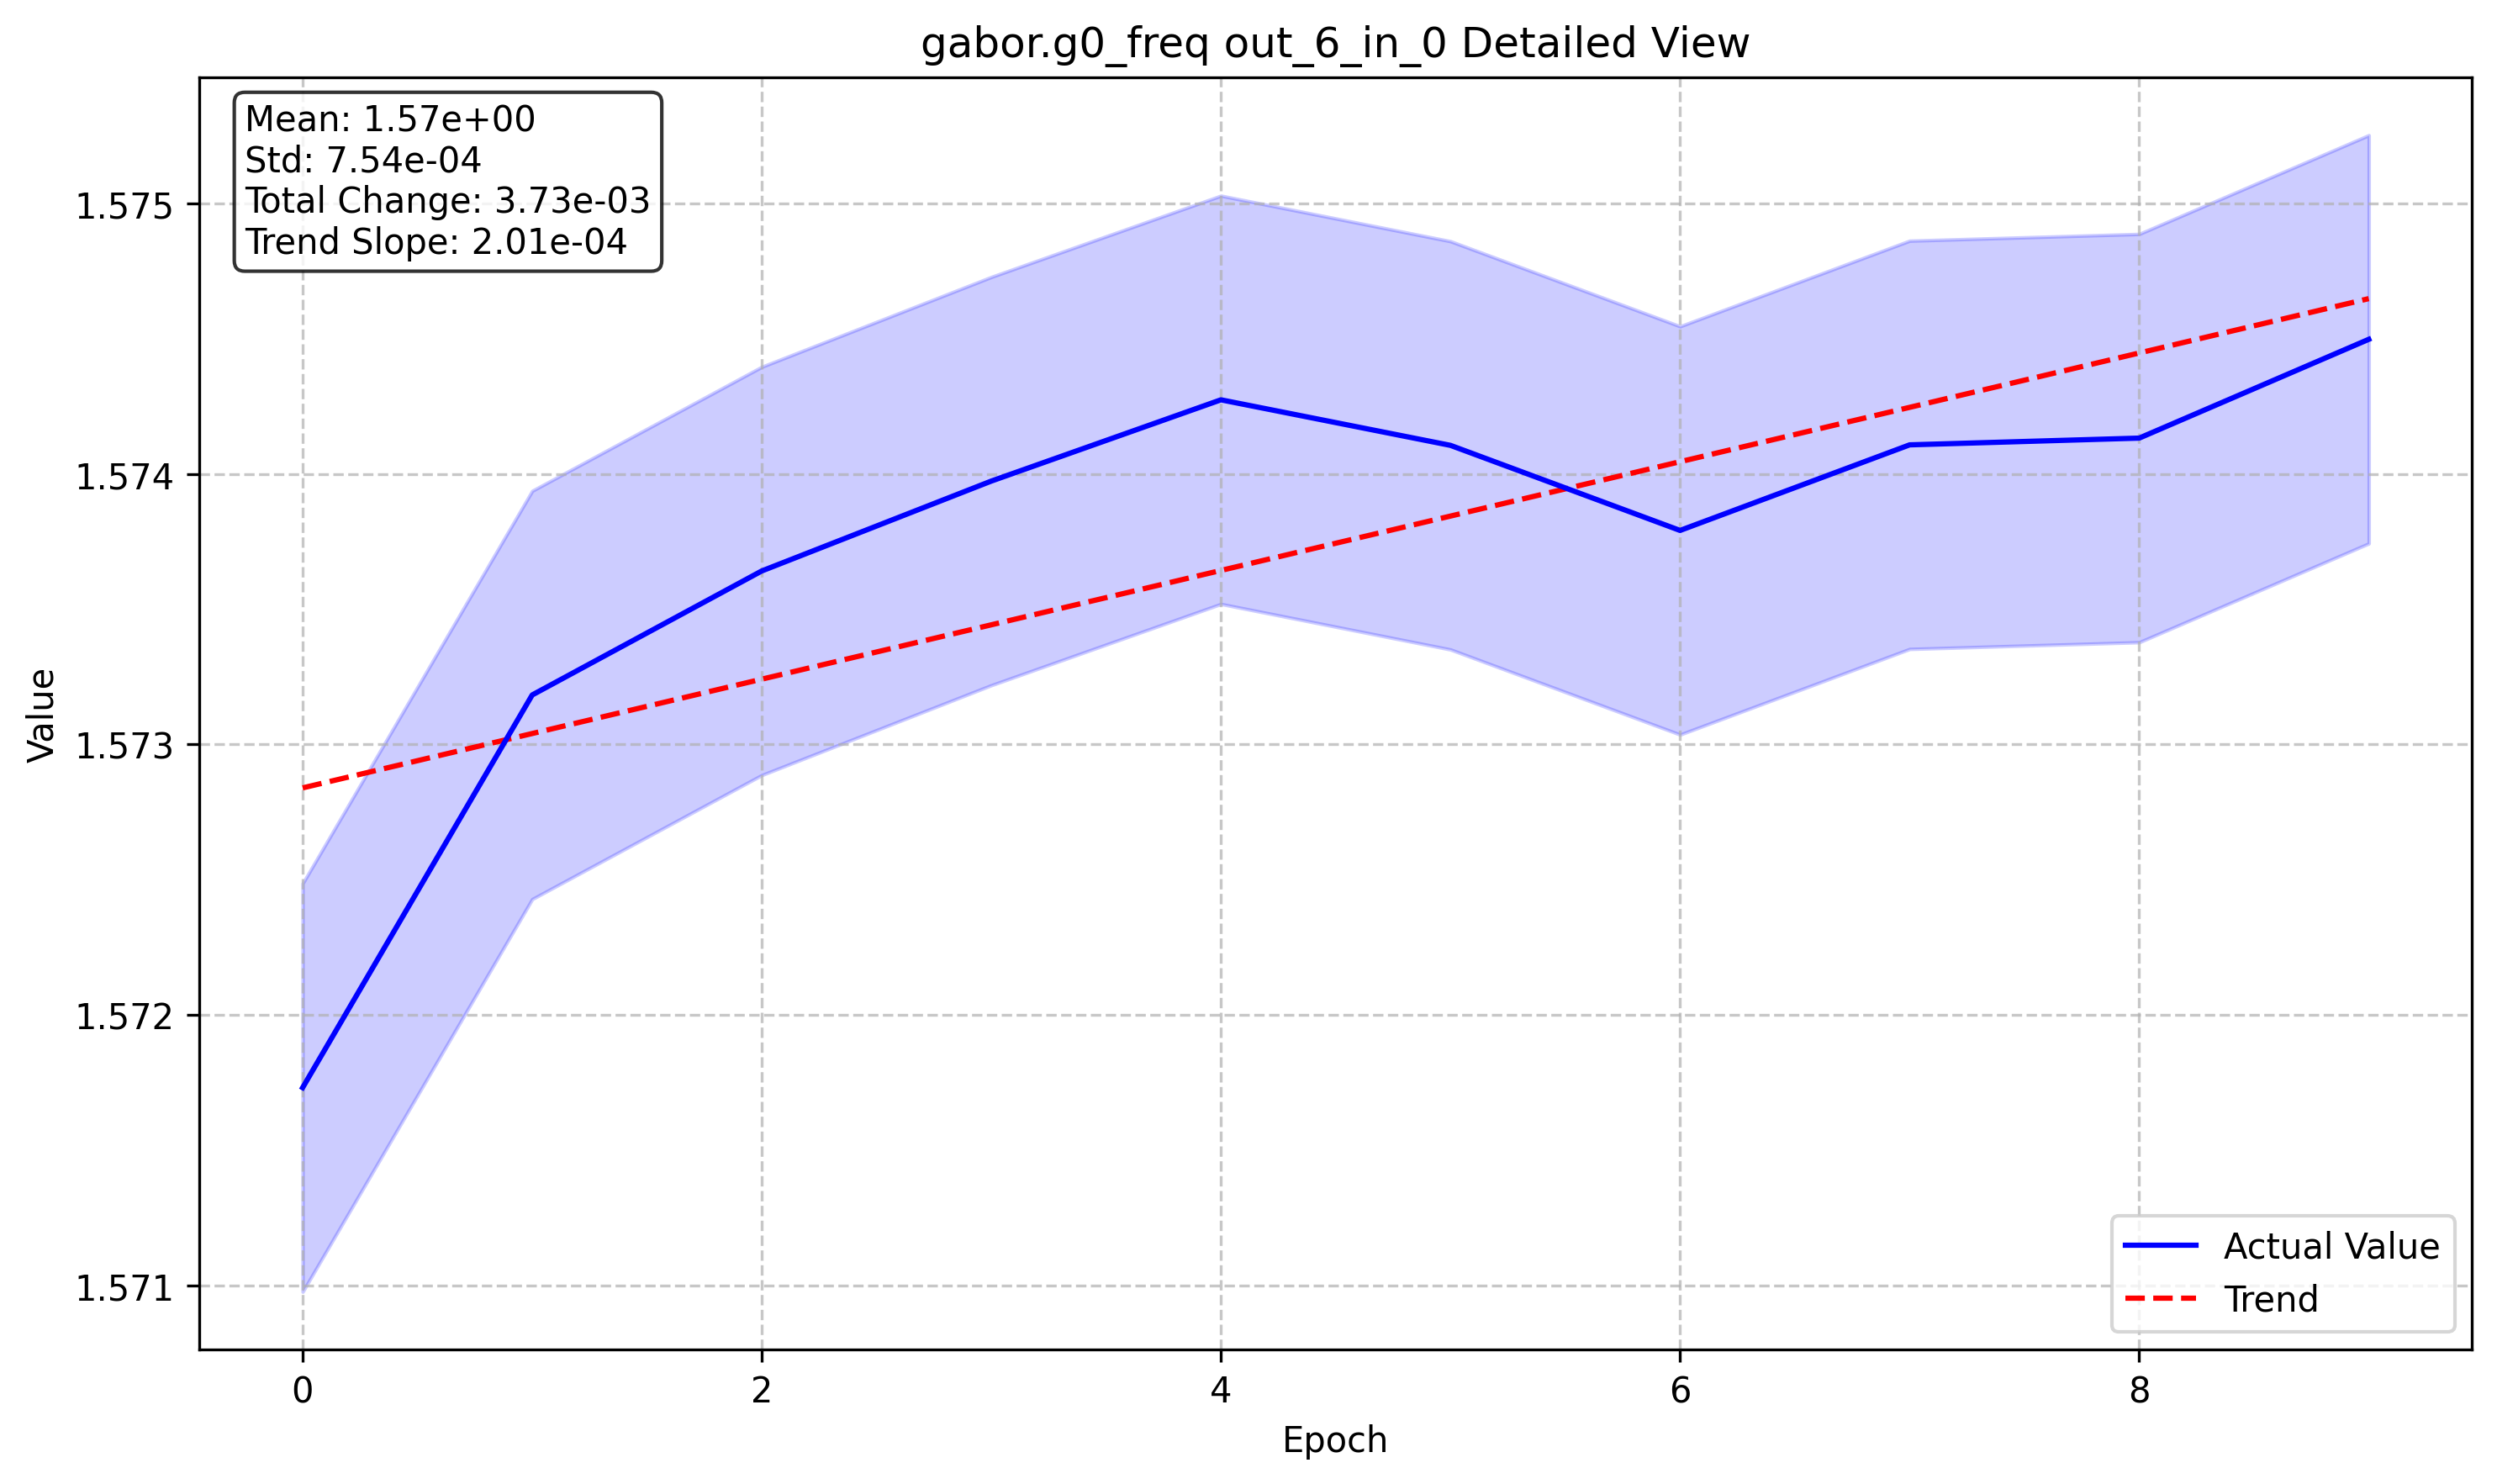 gabor.g0_freq out_6_in_0 Detailed View
Mean: 1.57e+00
Std: 7.54e-04
Total Change: 3.73e-03
Trend Slope: 2.01e-04
1.575
1.574
1.573
1.572
1.571
Value
0 2 4 6 8
Epoch
Actual Value
Trend